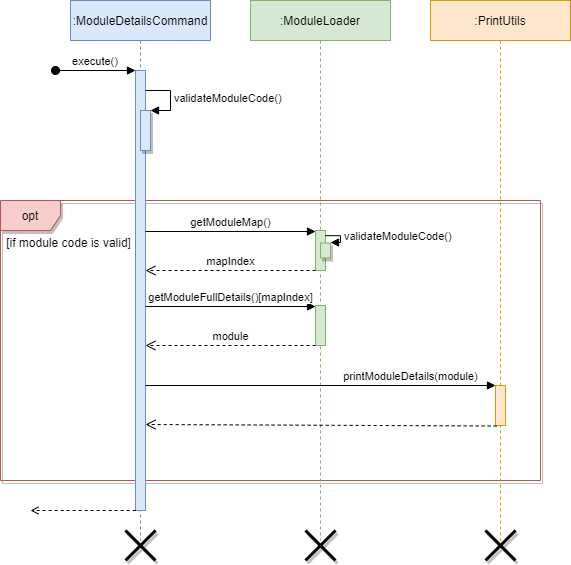 :ModuleDetailsCommand
:ModuleLoader
:PrintUtils
execute()
validateModuleCode()
opt
[if module code is valid]
getModuleMap()
validateModuleCode()
mapIndex
getModuleFullDetails()[mapIndex]
module
printModuleDetails(module)